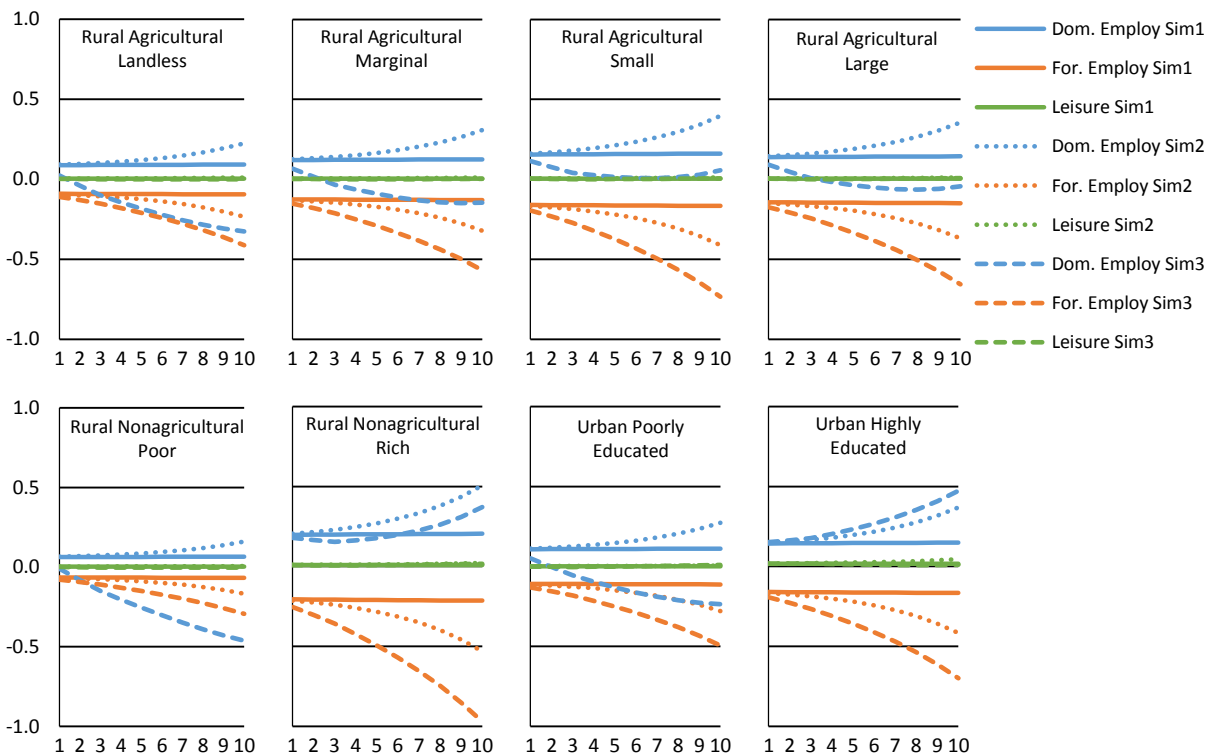 1.0
0.5
0.0
-0.5
-1.0
Rural Agricultural
Landless
Rural Agricultural
Marginal
Rural Agricultural
Small
Rural Agricultural
Large
1 2 3 4 5 6 7 8 9 10
1 2 3 4 5 6 7 8 9 10
1 2 3 4 5 6 7 8 9 10
1 2 3 4 5 6 7 8 9 10
Dom. Employ Sim1
For. Employ Sim1
Leisure Sim1
Dom. Employ Sim2
For. Employ Sim2
Leisure Sim2
Dom. Employ Sim3
For. Employ Sim3
Leisure Sim3
1.0
0.5
0.0
-0.5
-1.0
Rural Nonagricultural
Poor
Rural Nonagricultural
Rich
Urban Poorly
Educated
Urban Highly
Educated
1 2 3 4 5 6 7 8 9 10
1 2 3 4 5 6 7 8 9 10
1 2 3 4 5 6 7 8 9 10
1 2 3 4 5 6 7 8 9 10